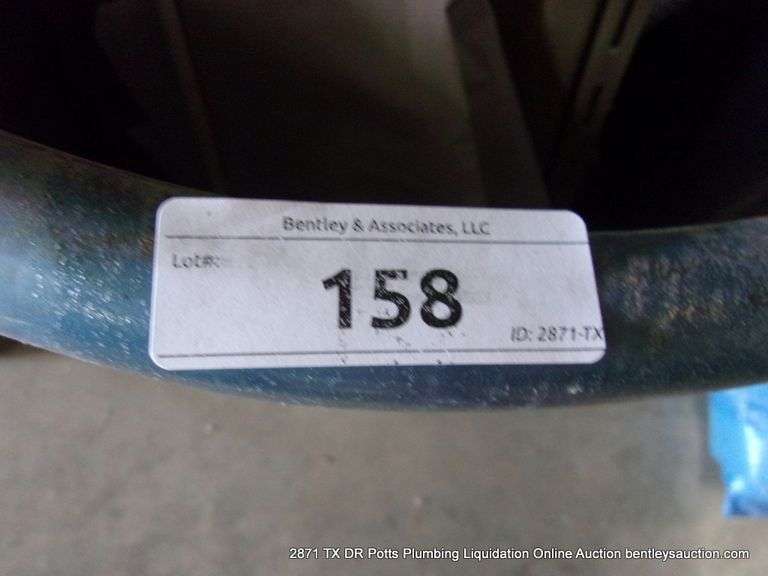 Bentley & Associates, LLC
Lot#:
158
ID: 2871-TX
2871 TX DR Potts Plumbing Liquidation Online Auction bentleysauction.com